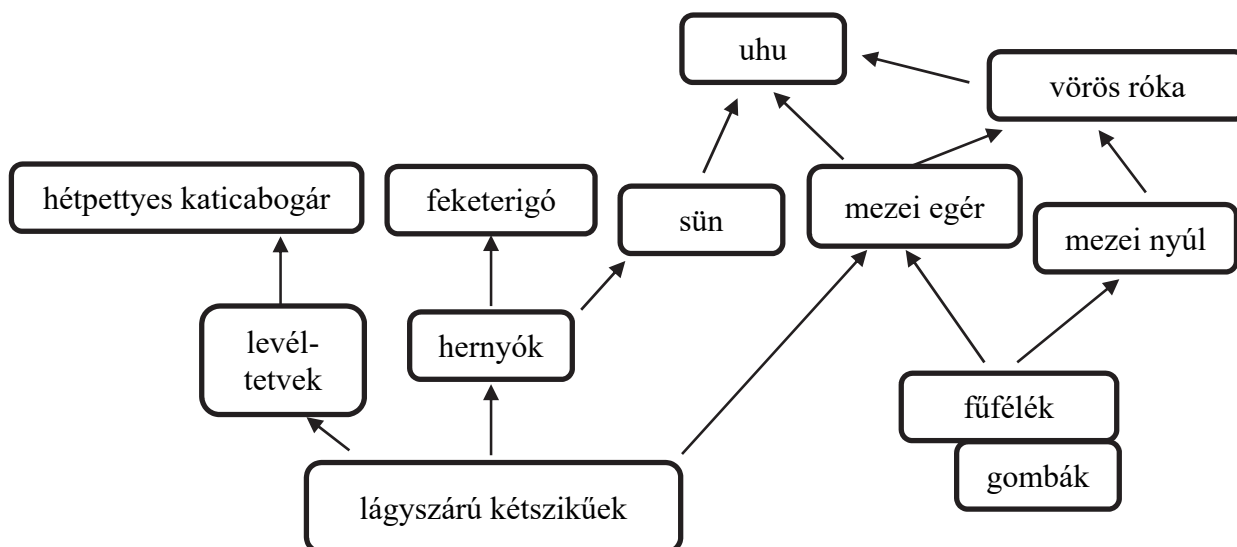 uhu
vörös róka
hétpettyes katicabogár
feketerigó
sün
mezei egér
mezei nyúl
levél-
tetvek
hernyók
fűfélék
gombák
lágyszárú kétszikűek